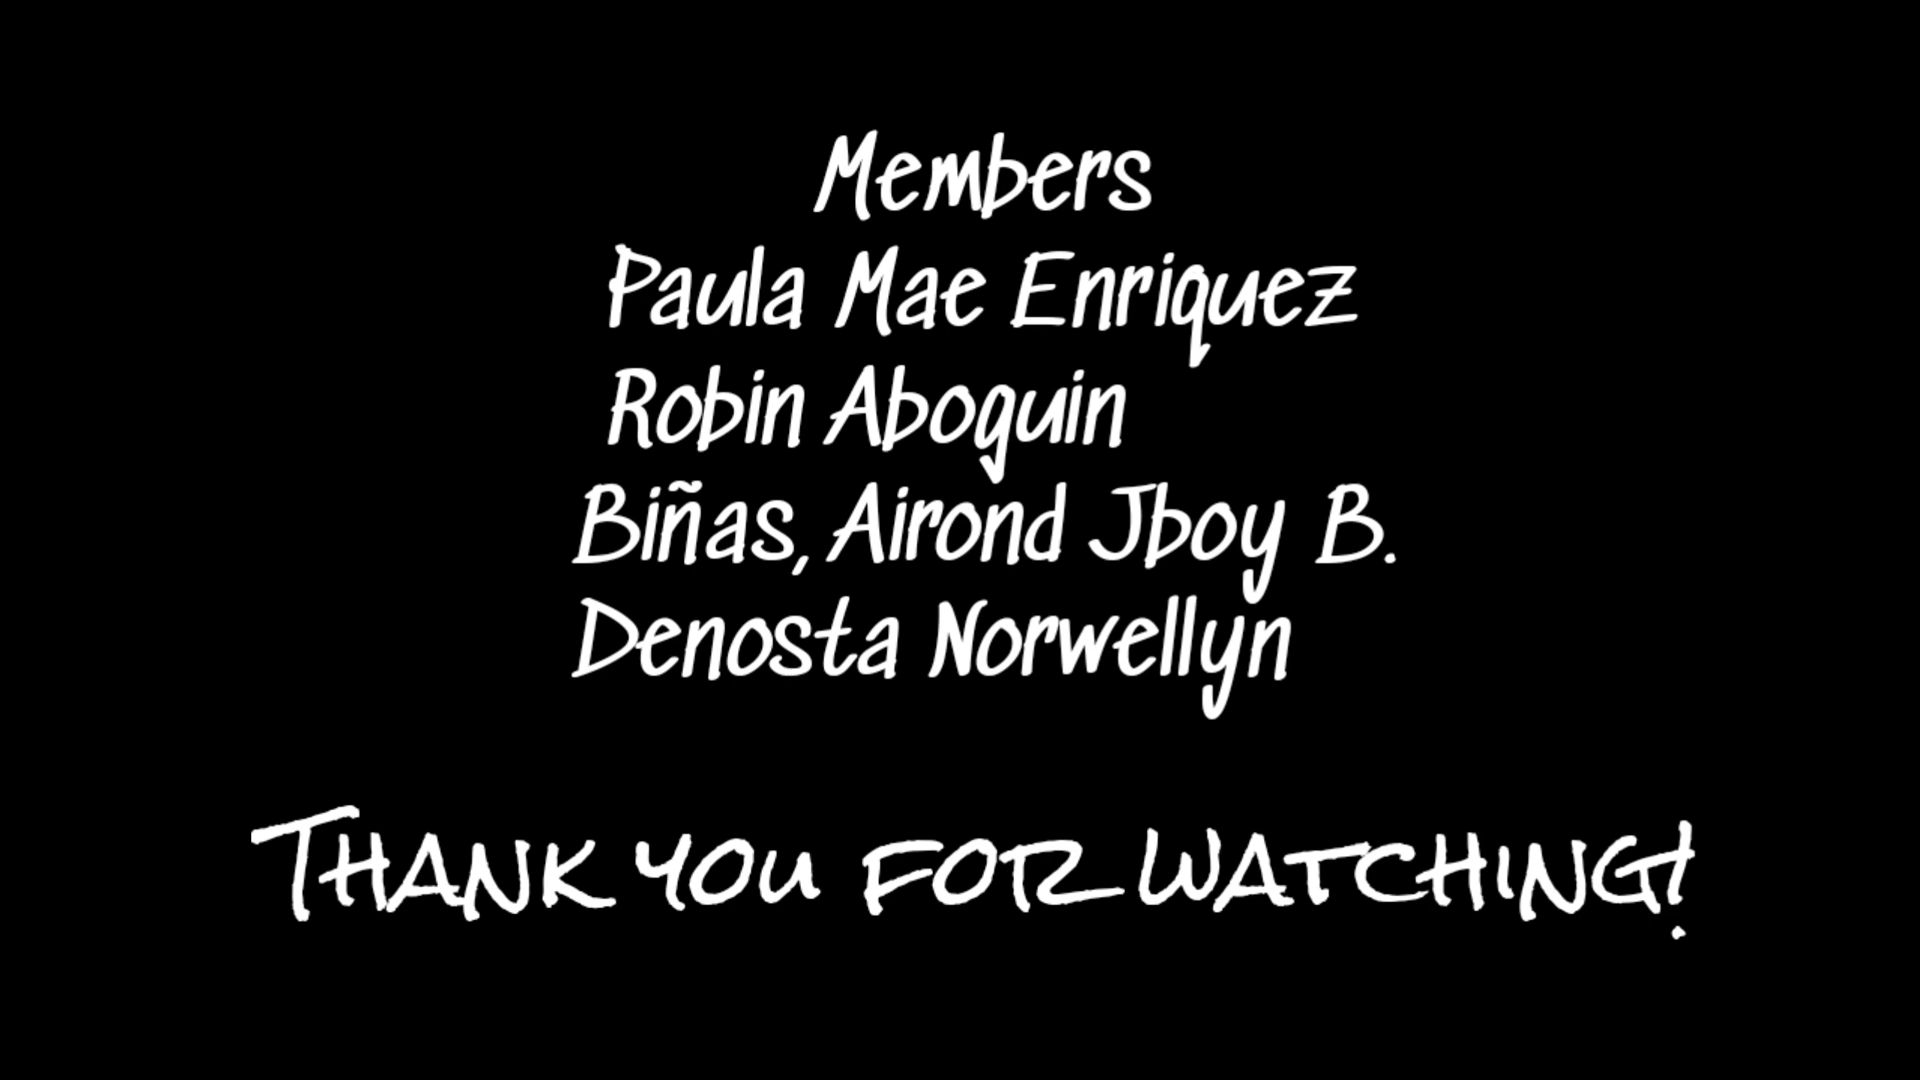 Members
Paula Mae Enriquez
Robin Aboguin
Biñas, Airond Jboy B.
Denosta Norwellyn
Thank you for watching!